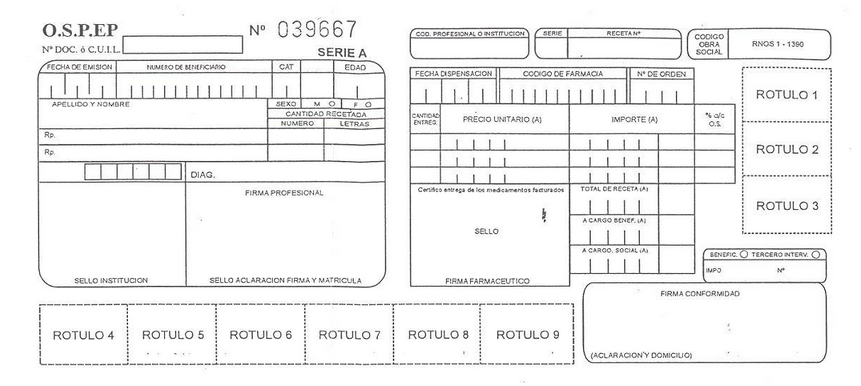 O.S.P.EP
Nº 039667
Nº DOC. ó C.U.I.L.
SERIE A
FECHA DE EMISION
NUMERO DE BENEFICIARIO
CAT
EDAD
APELLIDO Y NOMBRE
SEXO M O F O
CANTIDAD RECETADA
NUMERO
LETRAS
Rp.
Rp.
DIAG.
FIRMA PROFESIONAL
SELLO INSTITUCION
SELLO ACLARACION FIRMA Y MATRICULA
COD. PROFESIONAL O INSTITUCION
SERIE
RECETA Nº
CODIGO
OBRA
SOCIAL
RNOS 1 - 1390
FECHA DISPENSACION
CODIGO DE FARMACIA
Nº DE ORDEN
CANTIDAD
ENTREG.
PRECIO UNITARIO (A)
IMPORTE (A)
% a/c
O.S.
Certifico entrega de los medicamentos facturados
SELLO
FIRMA FARMACEUTICO
TOTAL DE RECETA (A)
A CARGO BENEF. (A)
A CARGO. SOCIAL (A)
ROTULO 1
ROTULO 2
ROTULO 3
BENEFIC. O TERCERO INTERV. O
IMPO Nº
FIRMA CONFORMIDAD
(ACLARACION Y DOMICILIO)
ROTULO 4
ROTULO 5
ROTULO 6
ROTULO 7
ROTULO 8
ROTULO 9